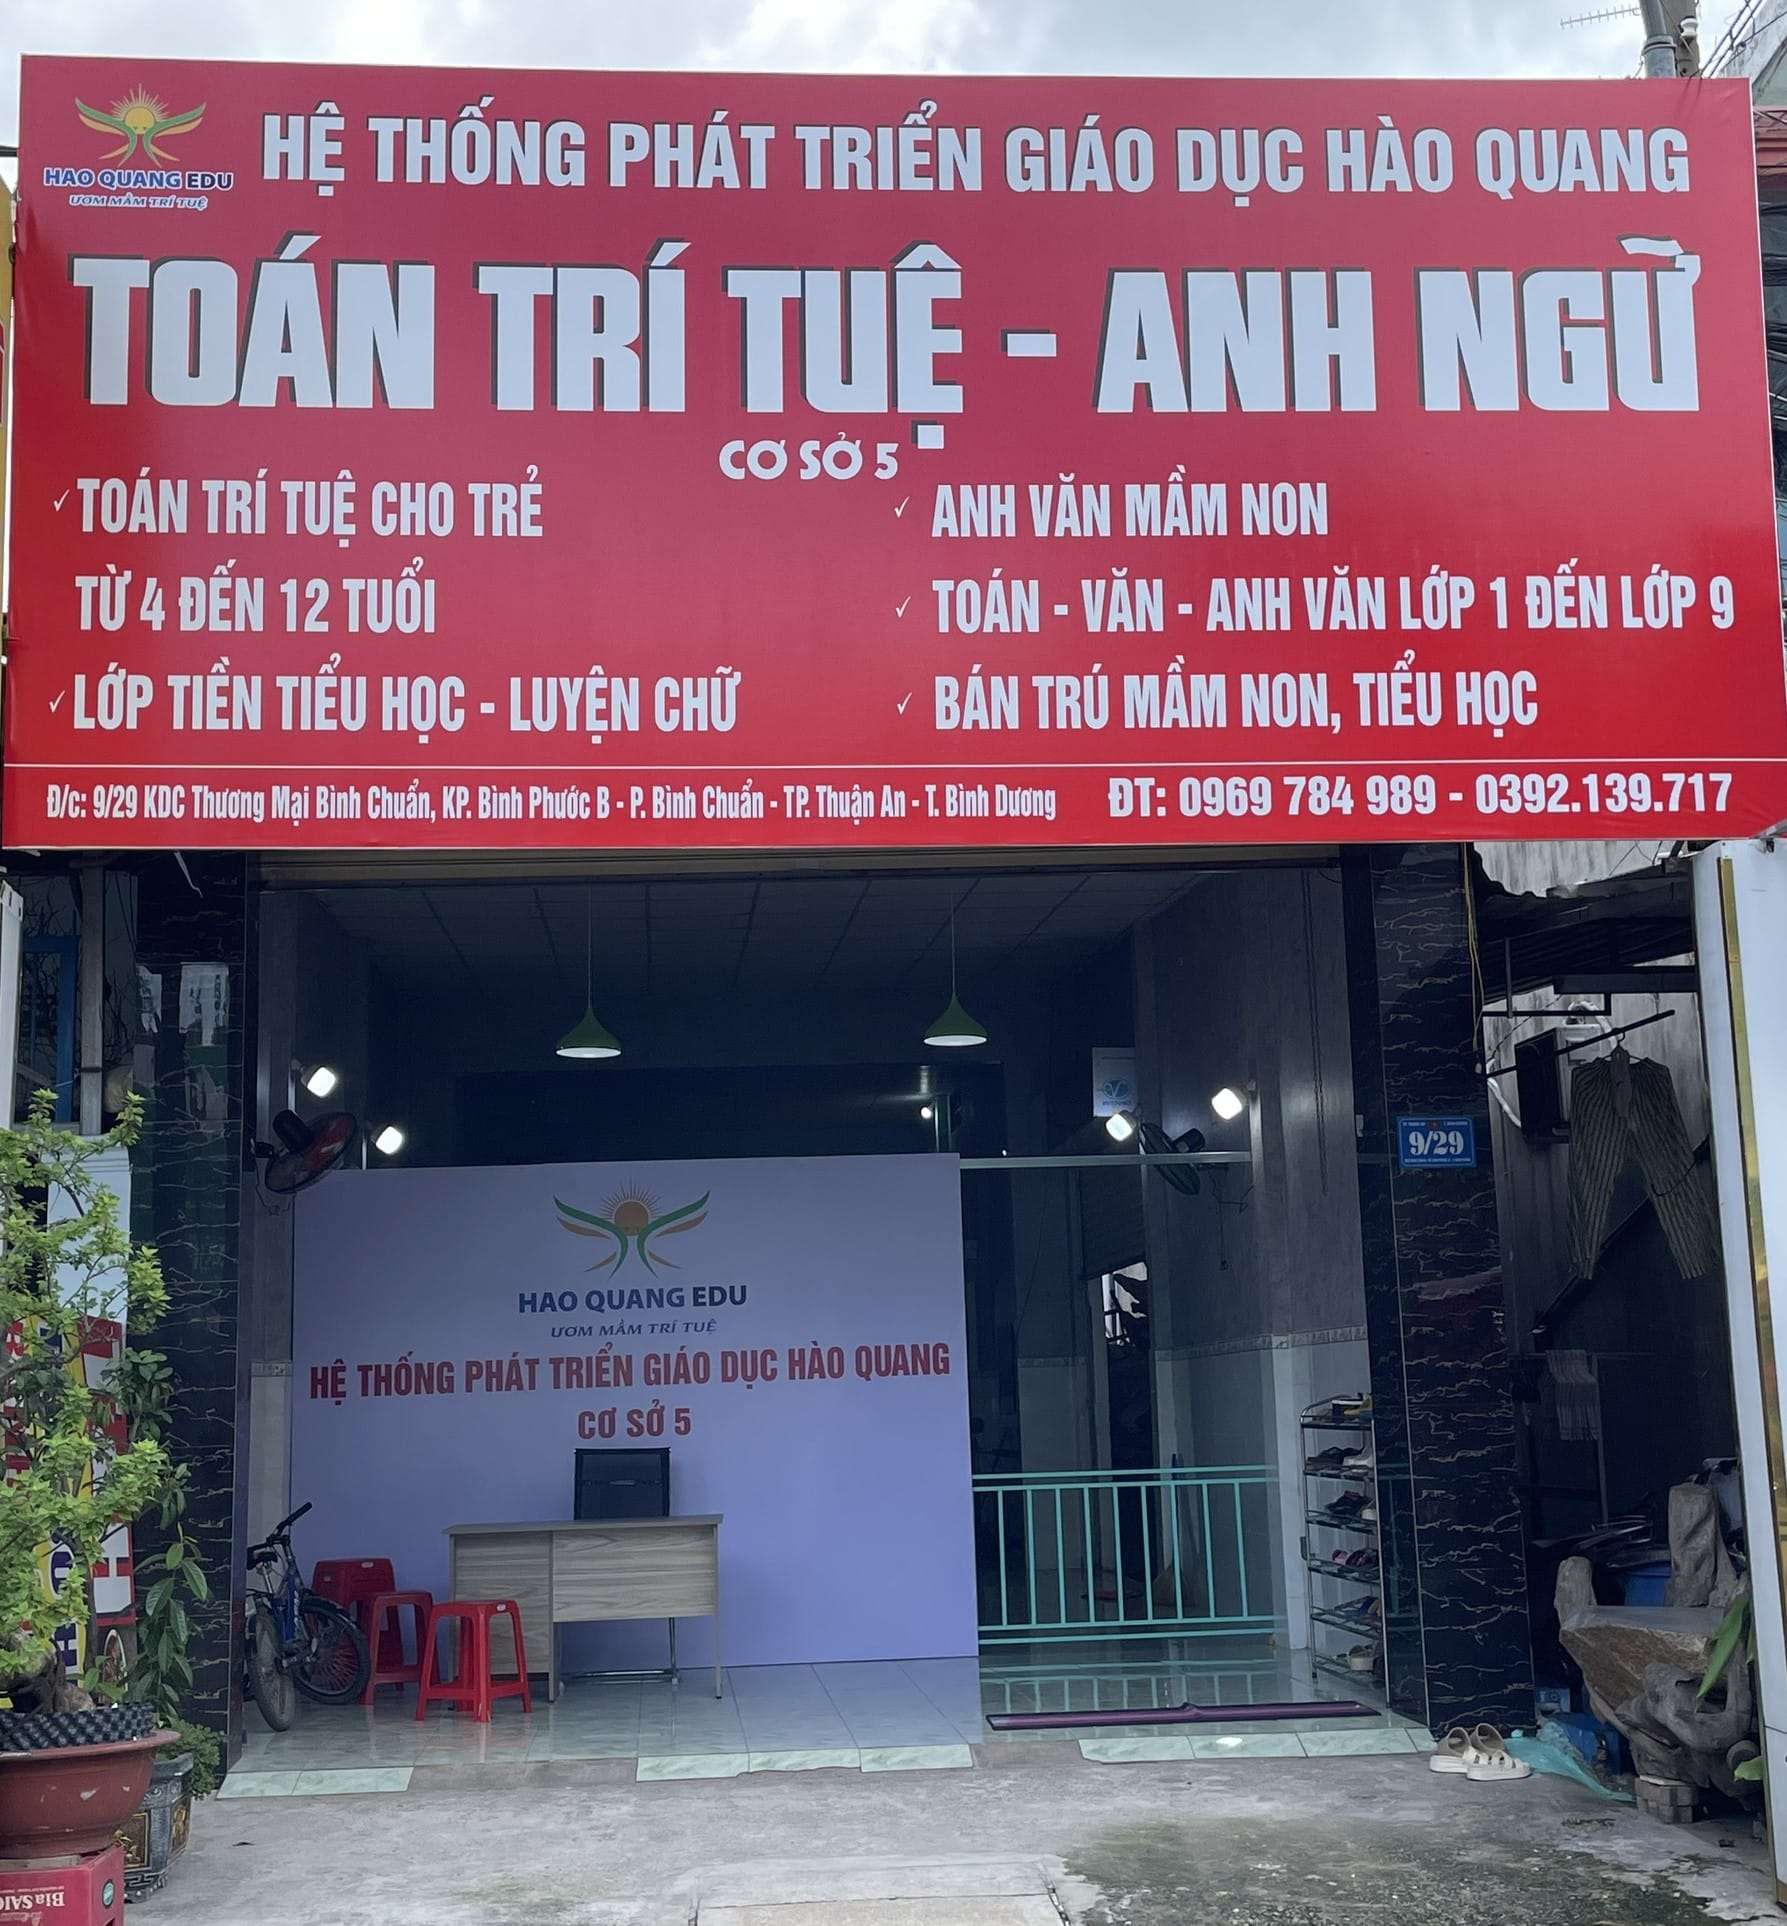 HAO QUANG EDU
ƯƠM MẦM TRÍ TUỆ
HỆ THỐNG PHÁT TRIỂN GIÁO DỤC HÀO QUANG
TOÁN TRÍ TUỆ - ANH NGỮ
CƠ SỞ 5
✓ TOÁN TRÍ TUỆ CHO TRẺ
TỪ 4 ĐẾN 12 TUỔI
✓ LỚP TIỀN TIỂU HỌC - LUYỆN CHỮ
✓ ANH VĂN MẦM NON
✓ TOÁN - VĂN - ANH VĂN LỚP 1 ĐẾN LỚP 9
✓ BÁN TRÚ MẦM NON, TIỂU HỌC
Đ/c: 9/29 KDC Thương Mại Bình Chuẩn, KP. Bình Phước B - P. Bình Chuẩn - TP. Thuận An - T. Bình Dương
ĐT: 0969 784 989 - 0392.139.717
9/29
HAO QUANG EDU
ƯƠM MẦM TRÍ TUỆ
HỆ THỐNG PHÁT TRIỂN GIÁO DỤC HÀO QUANG
CƠ SỞ 5
Bia SAI